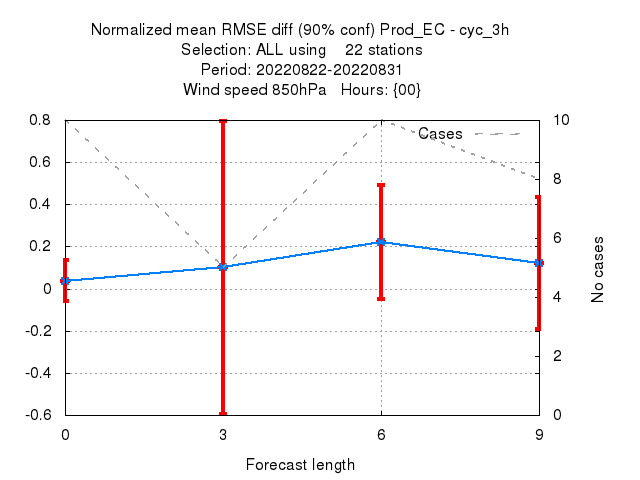 Normalized mean RMSE diff (90% conf) Prod_EC - cyc_3h
Selection: ALL using    22 stations
Period: 20220822-20220831
Wind speed 850hPa   Hours: {00}
Cases
0.8
0.6
0.4
0.2
0
-0.2
-0.4
-0.6
10
8
6
4
2
0
No cases
0 3 6 9
Forecast length